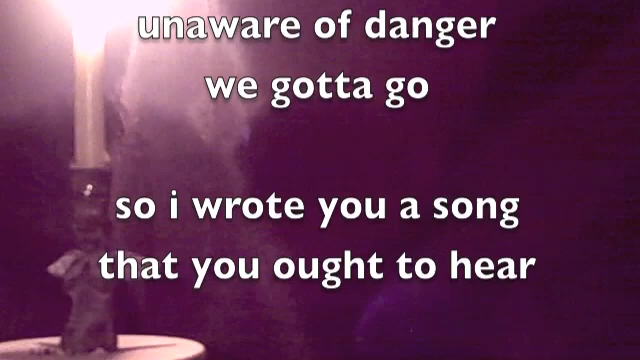 unaware of danger
we gotta go
so i wrote you a song
that you ought to hear